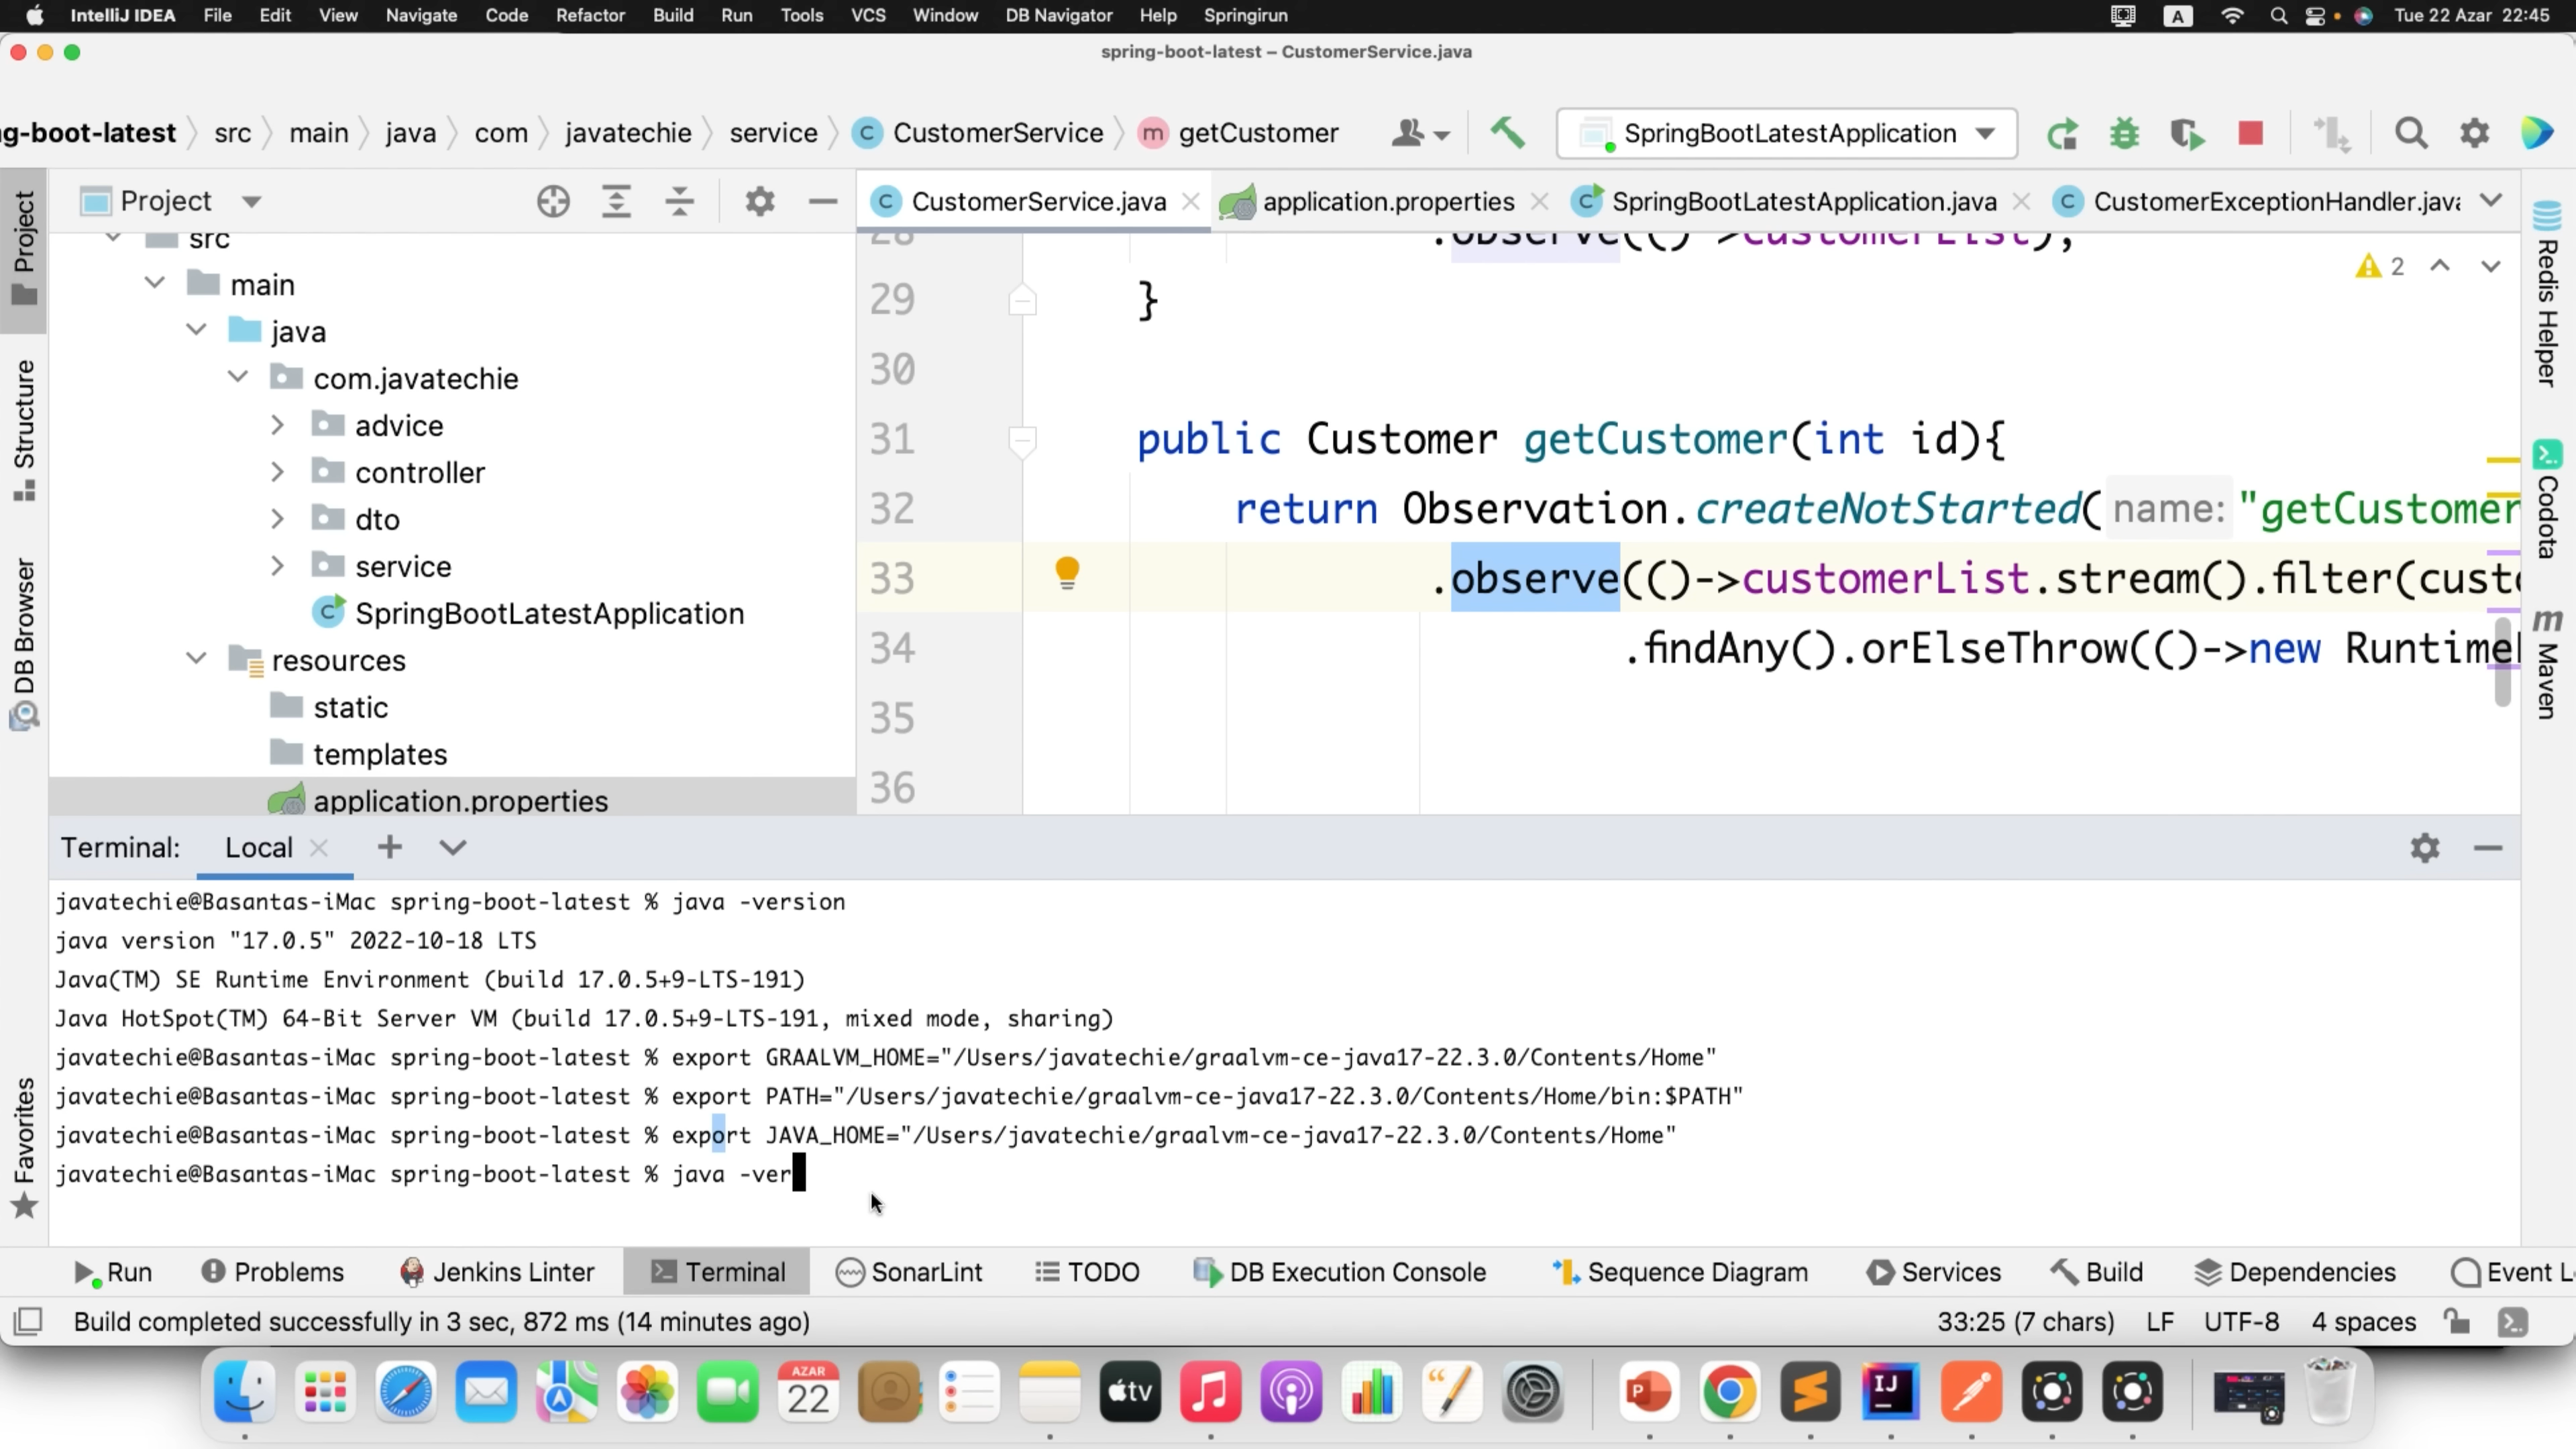 IntelliJ IDEA File Edit View Navigate Code Refactor Build Run Tools VCS Window DB Navigator Help Springirun A Tue 22 Azar 22:45
spring-boot-latest – CustomerService.java
ng-boot-latest src main java com javatechie service C CustomerService m getCustomer SpringBootLatestApplication
Project
CustomerService.java application.properties SpringBootLatestApplication.java CustomerExceptionHandler.java
Project
Structure
DB Browser
Favorites
src
main
java
com.javatechie
advice
controller
dto
service
SpringBootLatestApplication
resources
static
templates
application.properties
28 .observe(()->customerList);
29 }
30
31 public Customer getCustomer(int id){
32 return Observation.createNotStarted( name: "getCustomer
33 .observe(()->customerList.stream().filter(custo
34 .findAny().orElseThrow(()->new Runtime
35
36
2
Redis Helper
Codota
m Maven
Terminal: Local
javatechie@Basantas-iMac spring-boot-latest % java -version
java version "17.0.5" 2022-10-18 LTS
Java(TM) SE Runtime Environment (build 17.0.5+9-LTS-191)
Java HotSpot(TM) 64-Bit Server VM (build 17.0.5+9-LTS-191, mixed mode, sharing)
javatechie@Basantas-iMac spring-boot-latest % export GRAALVM_HOME="/Users/javatechie/graalvm-ce-java17-22.3.0/Contents/Home"
javatechie@Basantas-iMac spring-boot-latest % export PATH="/Users/javatechie/graalvm-ce-java17-22.3.0/Contents/Home/bin:$PATH"
javatechie@Basantas-iMac spring-boot-latest % export JAVA_HOME="/Users/javatechie/graalvm-ce-java17-22.3.0/Contents/Home"
javatechie@Basantas-iMac spring-boot-latest % java -ver
Run Problems Jenkins Linter Terminal SonarLint TODO DB Execution Console Sequence Diagram Services Build Dependencies Event L
Build completed successfully in 3 sec, 872 ms (14 minutes ago) 33:25 (7 chars) LF UTF-8 4 spaces
AZAR
22
tv
P
IJ